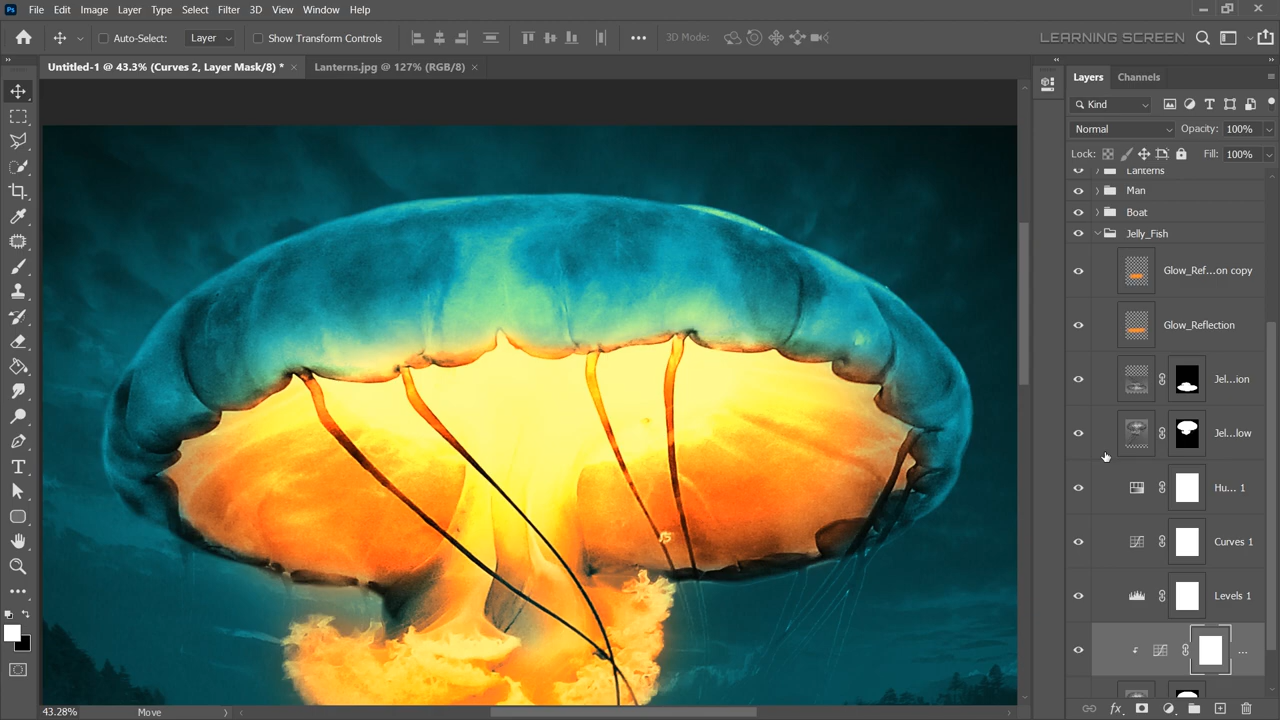 Ps File Edit Image Layer Type Select Filter 3D View Window Help
Auto-Select: Layer Show Transform Controls 3D Mode: LEARNING SCREEN
Untitled-1 @ 43.3% (Curves 2, Layer Mask/8) * × Lanterns.jpg @ 127% (RGB/8) ×
Layers Channels
Kind
Normal Opacity: 100%
Lock: Fill: 100%
Lanterns
Man
Boat
Jelly_Fish
Glow_Ref...on copy
Glow_Reflection
Jel...ion
Jel...low
Hu... 1
Curves 1
Levels 1
...
43.28% Move